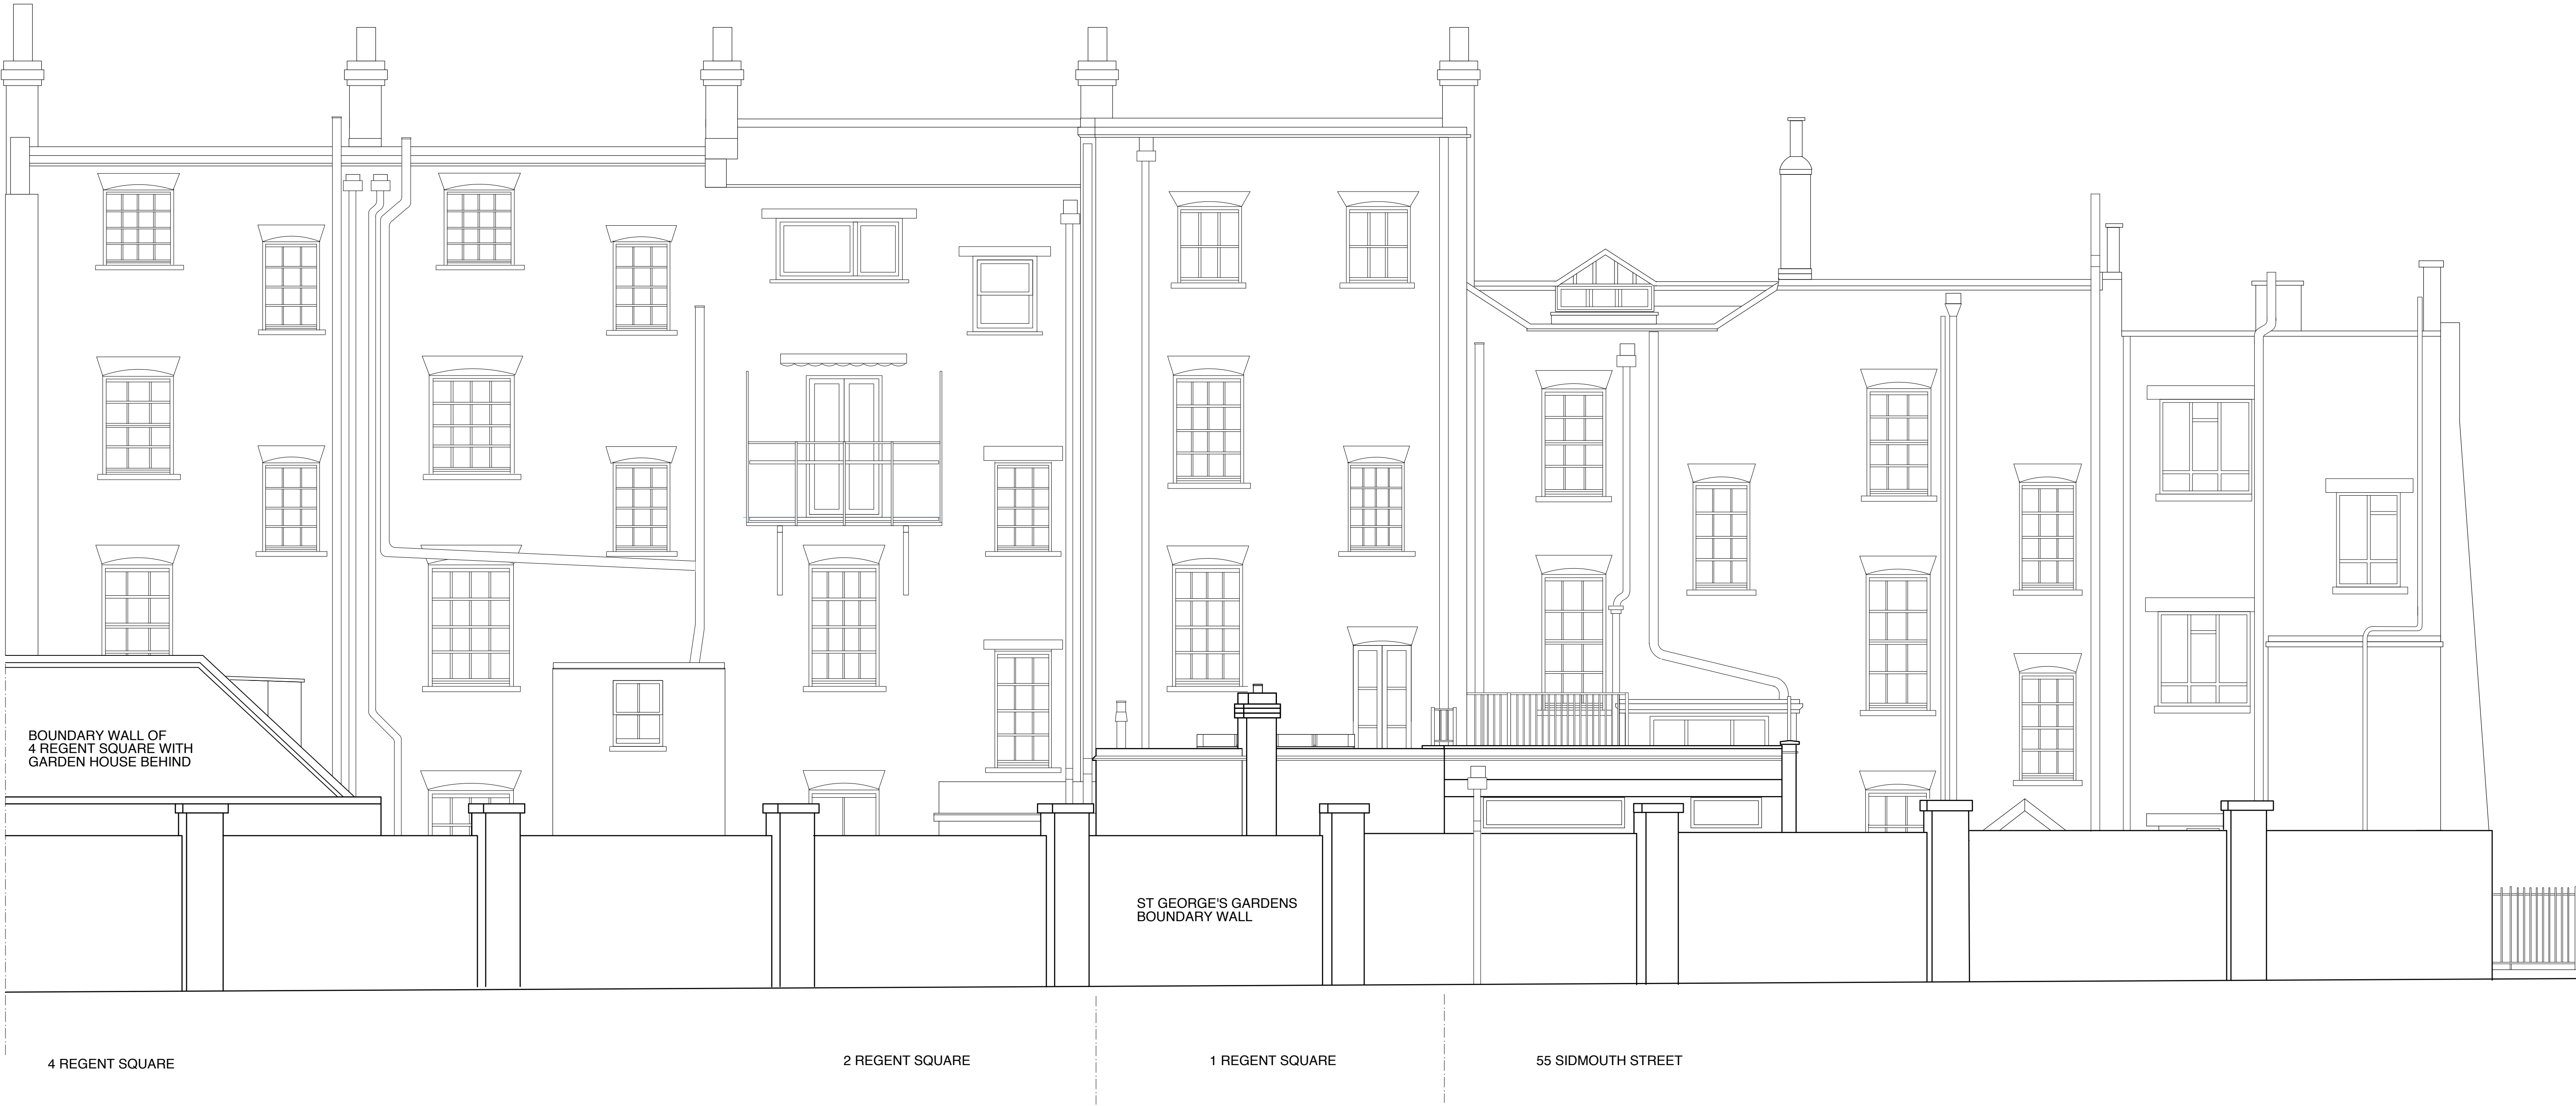 BOUNDARY WALL OF
4 REGENT SQUARE WITH
GARDEN HOUSE BEHIND
ST GEORGE'S GARDENS
BOUNDARY WALL
4 REGENT SQUARE
2 REGENT SQUARE
1 REGENT SQUARE
55 SIDMOUTH STREET